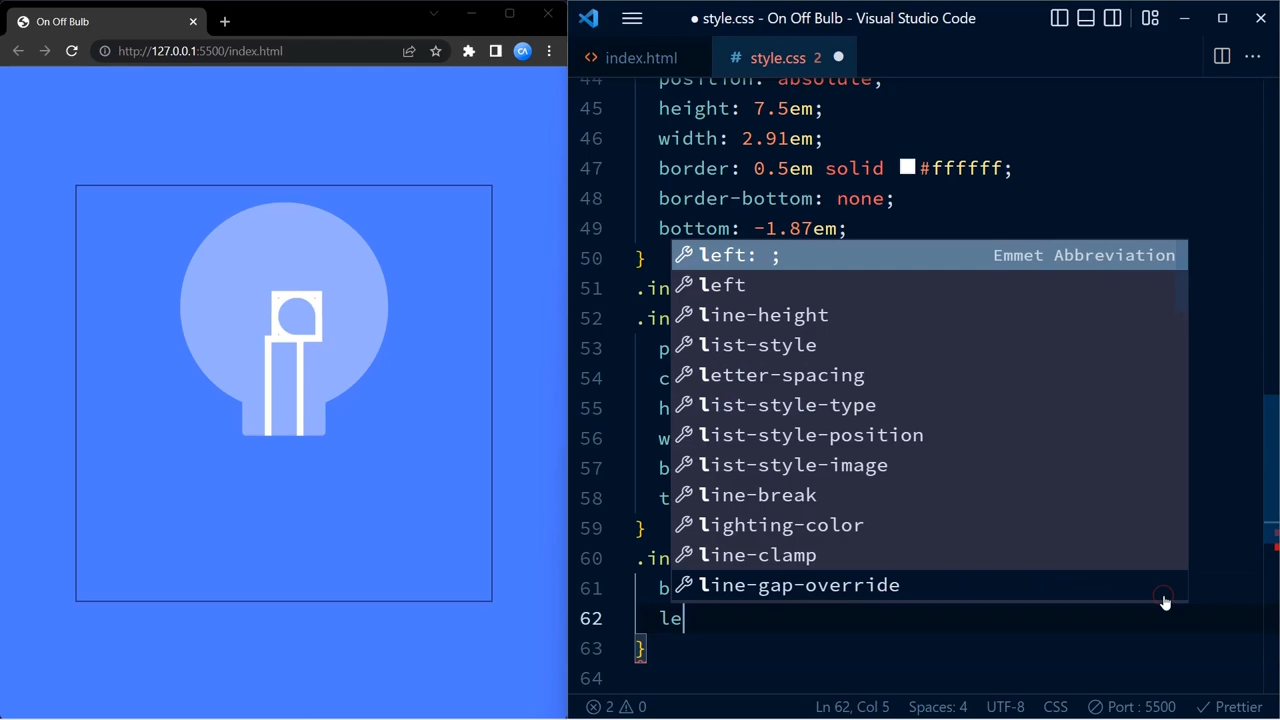 On Off Bulb
http://127.0.0.1:5500/index.html
style.css - On Off Bulb - Visual Studio Code
index.html
# style.css 2
44 position: absolute;
45 height: 7.5em;
46 width: 2.91em;
47 border: 0.5em solid #ffffff;
48 border-bottom: none;
49 bottom: -1.87em;
50 }
left: ; Emmet Abbreviation
left
line-height
list-style
letter-spacing
list-style-type
list-style-position
list-style-image
line-break
lighting-color
line-clamp
line-gap-override
51 .in
52 .in
53 p
54 c
55 h
56 w
57 b
58 t
59 }
60 .in
61 b
62 le
63 }
64
2 0 Ln 62, Col 5 Spaces: 4 UTF-8 CSS Port : 5500 Prettier